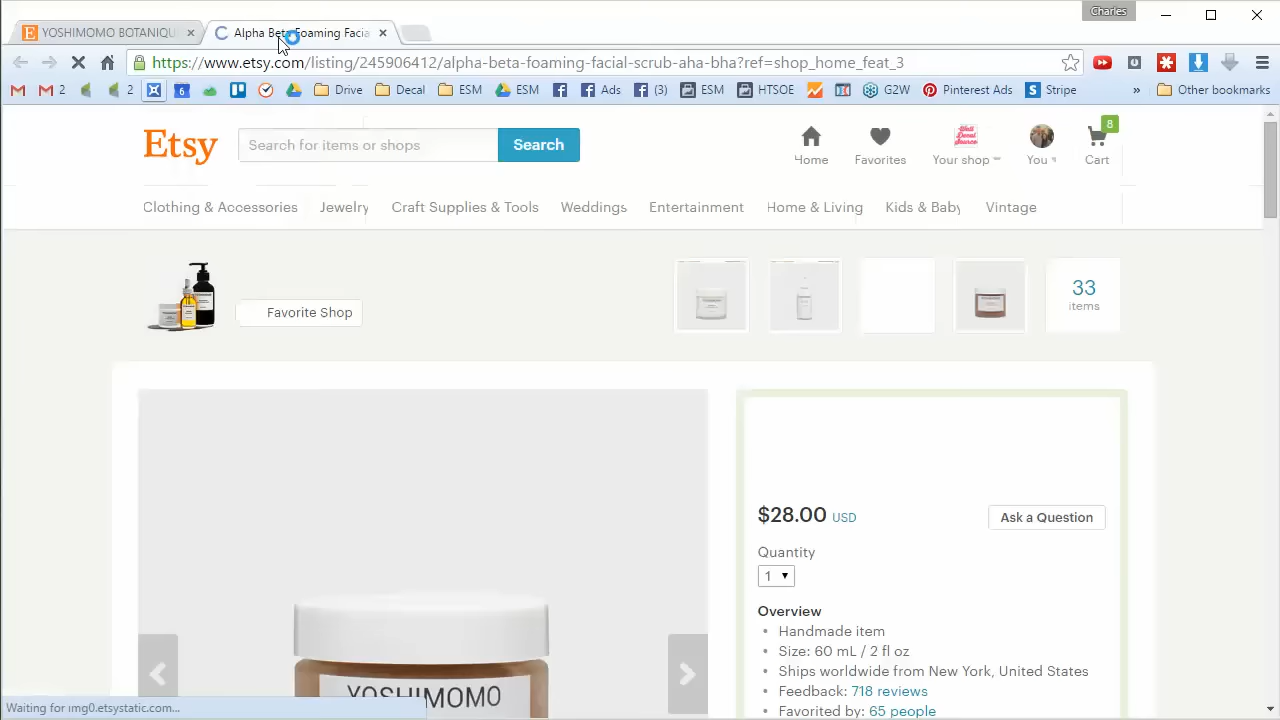 Charles
YOSHIMOMO BOTANIQU
Alpha Beta Foaming Facia
https://www.etsy.com/listing/245906412/alpha-beta-foaming-facial-scrub-aha-bha?ref=shop_home_feat_3
2 2 6 Drive Decal ESM ESM Ads (3) ESM HTSOE G2W Pinterest Ads S Stripe » Other bookmarks
Etsy
Search for items or shops
Search
Home
Favorites
Your shop
You
8
Cart
Clothing & Accessories Jewelry Craft Supplies & Tools Weddings Entertainment Home & Living Kids & Baby Vintage
Favorite Shop
33
items
$28.00 USD
Ask a Question
Quantity
1
Overview
• Handmade item
• Size: 60 mL / 2 fl oz
• Ships worldwide from New York, United States
• Feedback: 718 reviews
• Favorited by: 65 people
YOSHIMOMO
Waiting for img0.etsystatic.com...